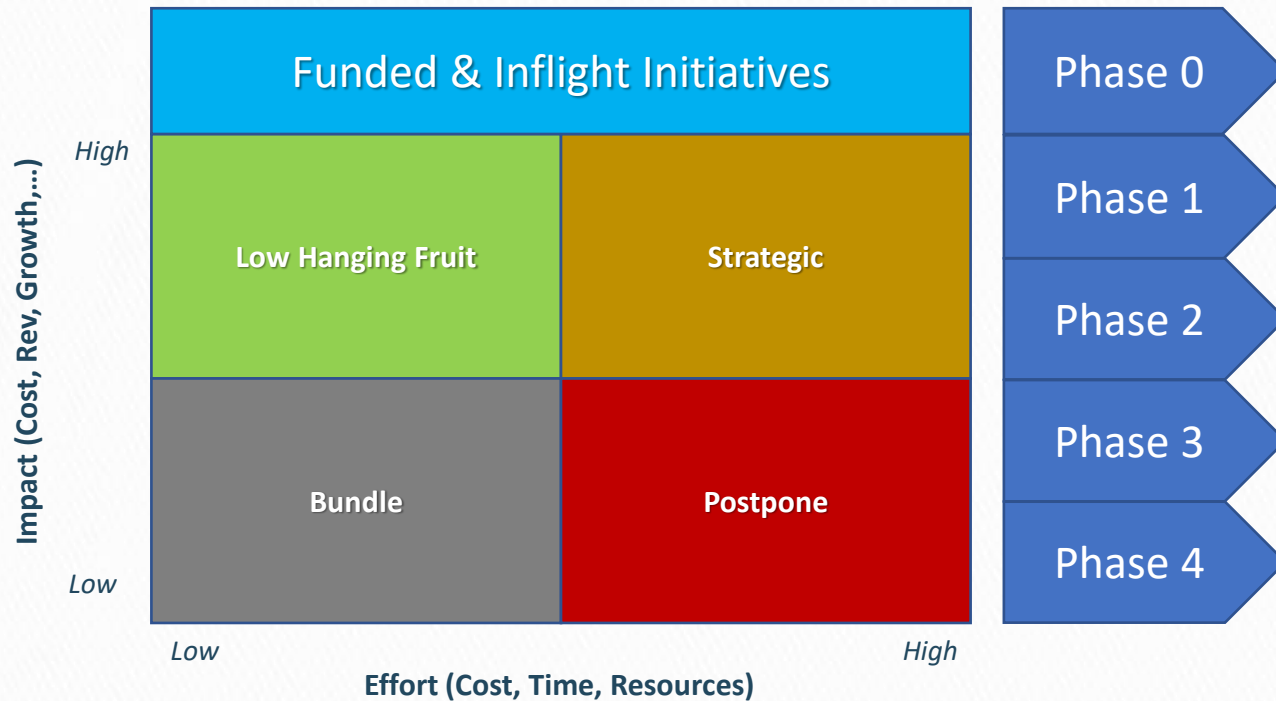 Funded & Inflight Initiatives
Phase 0
High
Impact (Cost, Rev, Growth,...)
Low Hanging Fruit
Strategic
Phase 1
Phase 2
Bundle
Postpone
Phase 3
Phase 4
Low
Low
High
Effort (Cost, Time, Resources)